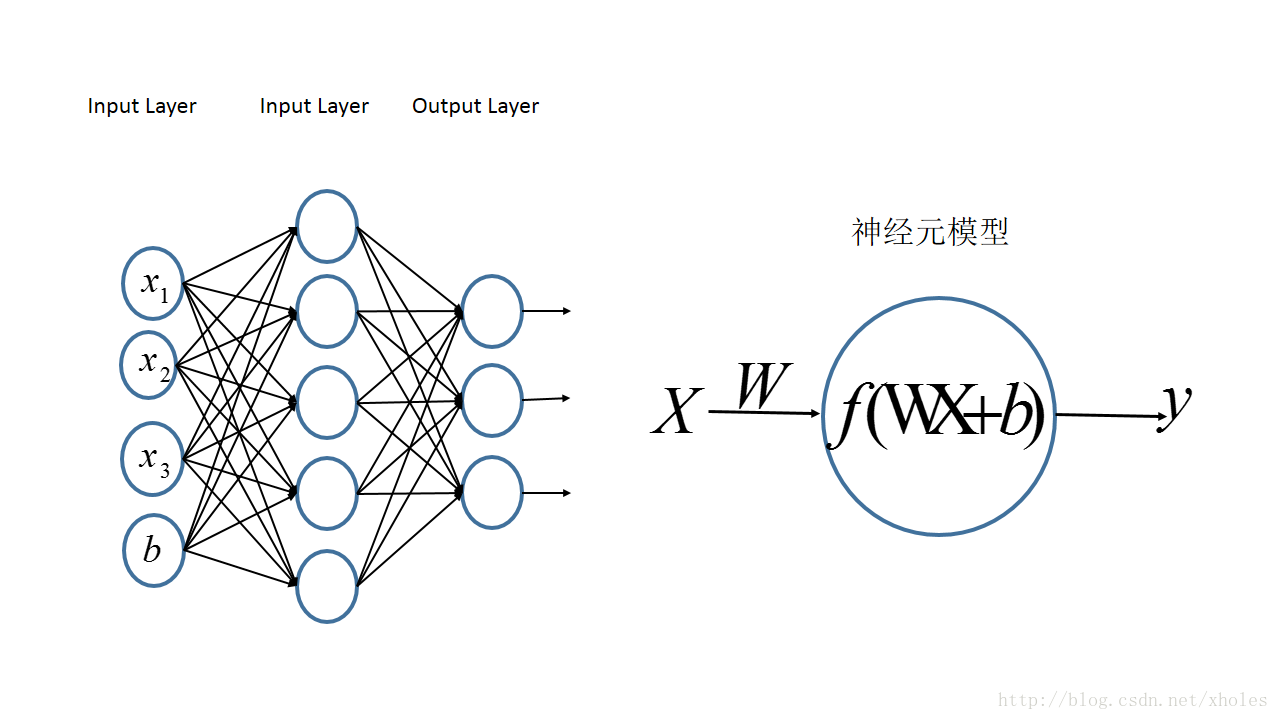 Input Layer
Input Layer
Output Layer
x1
x2
x3
b
神经元模型
X
W
f(WX+b)
y
http://blog.csdn.net/xholes